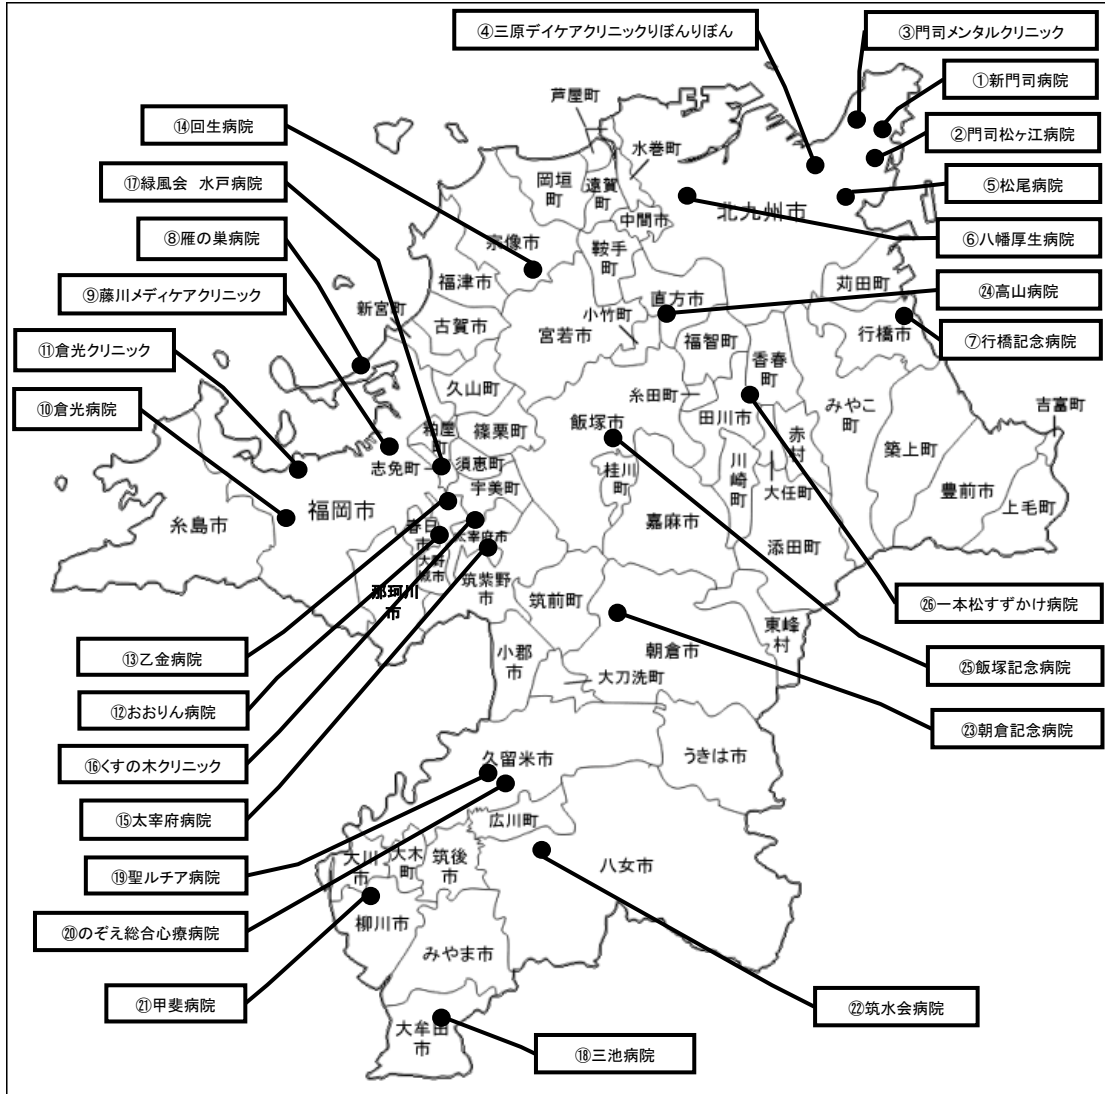 ④三原デイケアクリニックりぼんりぼん
③門司メンタルクリニック
①新門司病院
芦屋町
⑭回生病院
②門司松ヶ江病院
水巻町
⑰緑風会 水戸病院
岡垣
町
遠賀
町
⑤松尾病院
北九州市
中間市
⑧雁の巣病院
宗像市
鞍手
町
⑥八幡厚生病院
福津市
苅田町
⑨藤川メディケアクリニック
直方市
㉔高山病院
新宮町
小竹町
古賀市
宮若市
行橋市
⑪倉光クリニック
福智町
⑦行橋記念病院
香春
町
久山町
糸田町
⑩倉光病院
みやこ
町
吉富町
粕屋
町
篠栗町
飯塚市
田川市
赤
村
築上町
志免町
須恵町
川
崎
町
宇美町
桂川
町
大任町
豊前市
福岡市
上毛町
糸島市
嘉麻市
春日
市
太宰府市
添田町
大野
城市
筑紫野
市
那珂川
市
筑前町
㉖一本松すずかけ病院
東峰
村
⑬乙金病院
小郡
市
朝倉市
㉕飯塚記念病院
大刀洗町
⑫おおりん病院
㉓朝倉記念病院
うきは市
⑯くすの木クリニック
久留米市
⑮太宰府病院
広川町
大川
市
大木
町
筑後
市
八女市
⑲聖ルチア病院
柳川市
⑳のぞえ総合心療病院
みやま市
㉑甲斐病院
㉒筑水会病院
大牟田
市
⑱三池病院